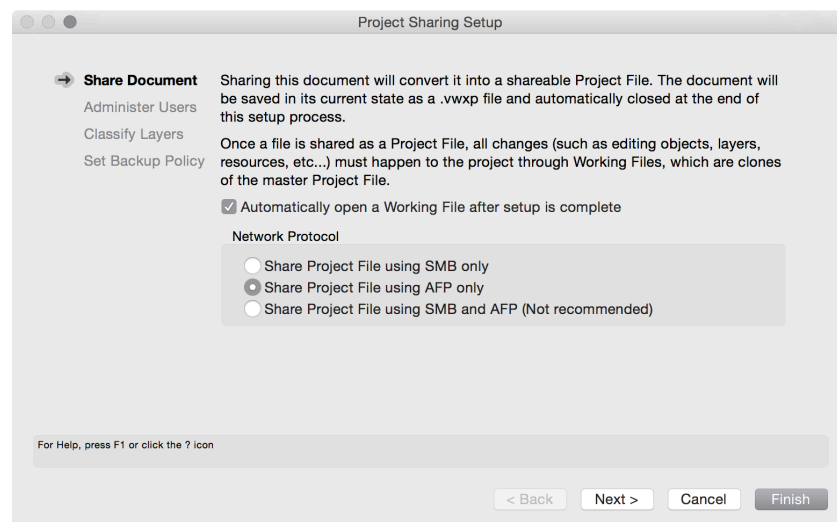 Project Sharing Setup
Share Document
Administer Users
Classify Layers
Set Backup Policy
Sharing this document will convert it into a shareable Project File. The document will
be saved in its current state as a .vwxp file and automatically closed at the end of
this setup process.
Once a file is shared as a Project File, all changes (such as editing objects, layers,
resources, etc...) must happen to the project through Working Files, which are clones
of the master Project File.
Automatically open a Working File after setup is complete
Network Protocol
Share Project File using SMB only
Share Project File using AFP only
Share Project File using SMB and AFP (Not recommended)
For Help, press F1 or click the ? icon
< Back Next > Cancel Finish